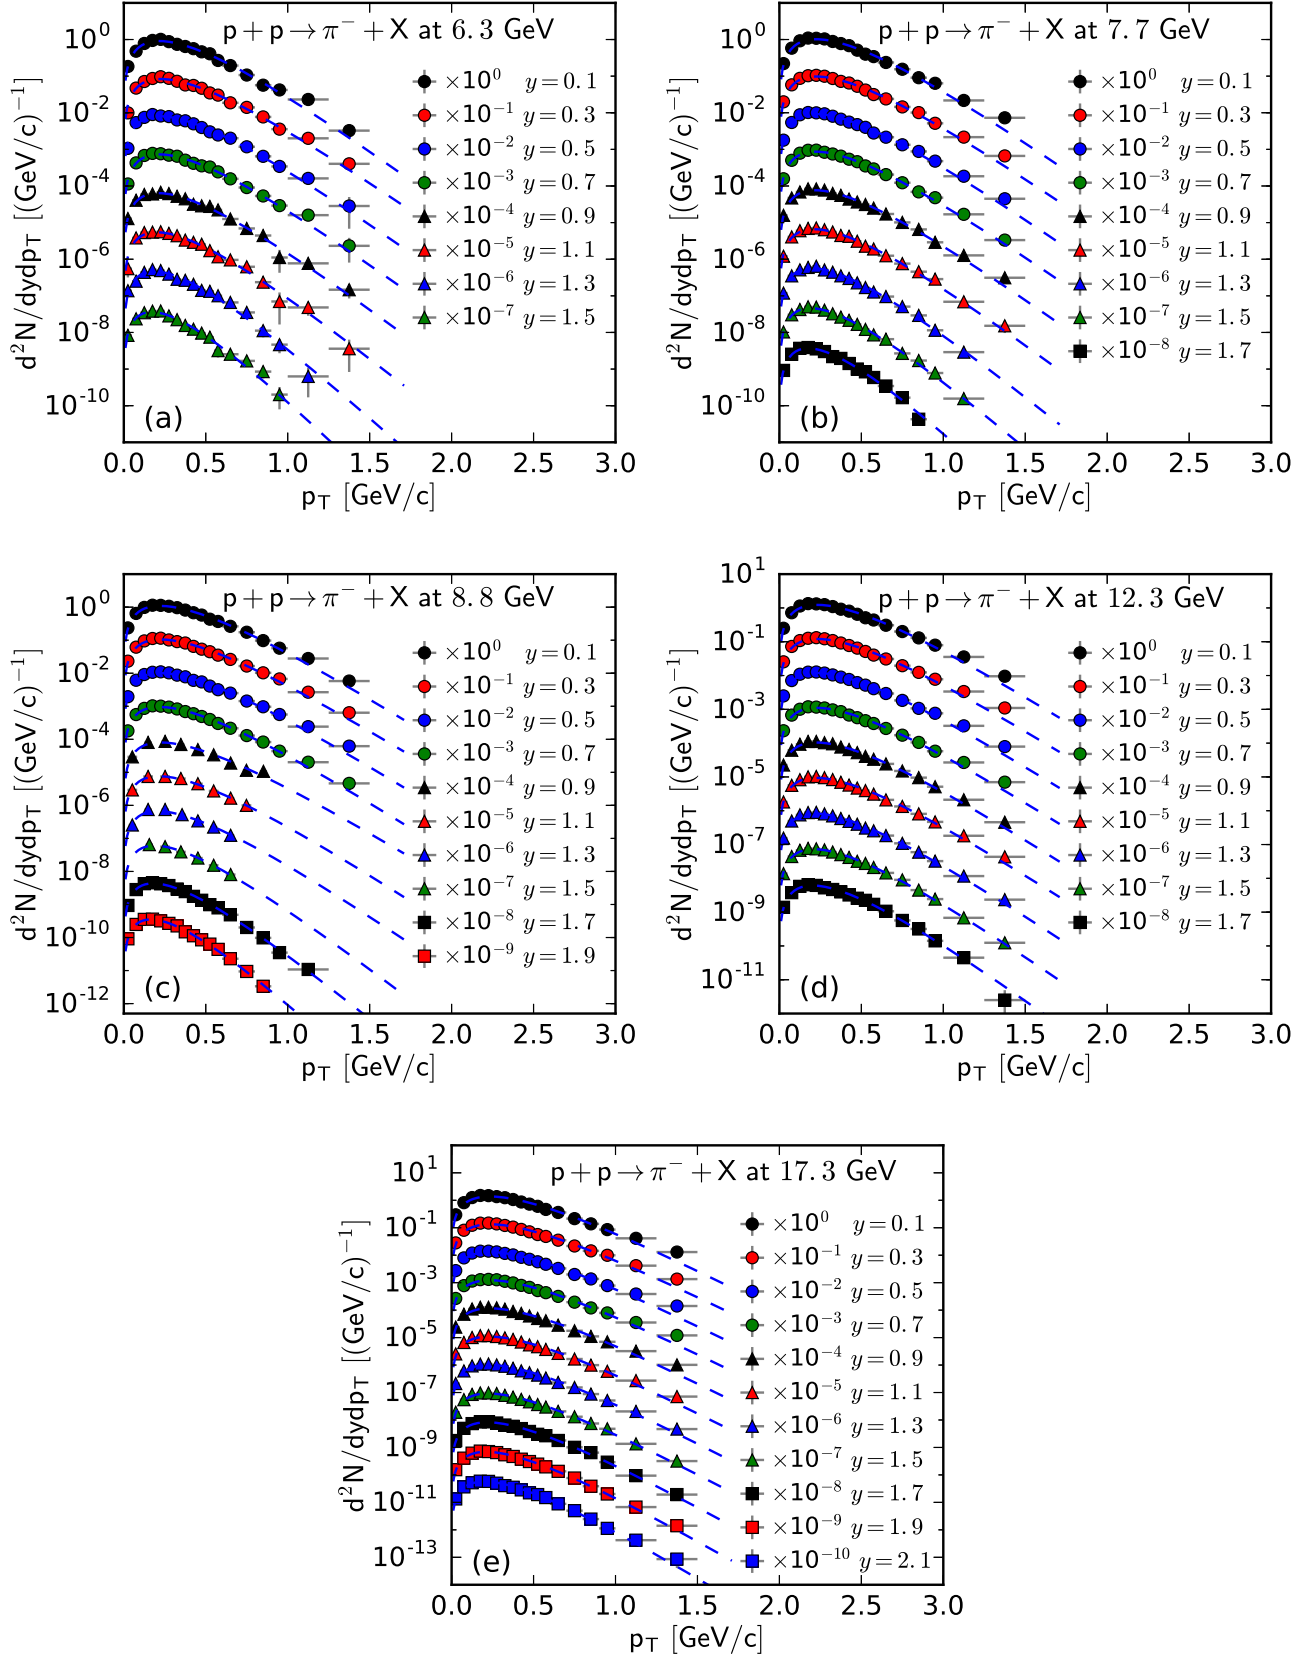 p + p → π⁻ + X at 6.3 GeV
d²N/dydp_T [(GeV/c)⁻¹]
10⁰
10⁻²
10⁻⁴
10⁻⁶
10⁻⁸
10⁻¹⁰
×10⁰ y = 0.1
×10⁻¹ y = 0.3
×10⁻² y = 0.5
×10⁻³ y = 0.7
×10⁻⁴ y = 0.9
×10⁻⁵ y = 1.1
×10⁻⁶ y = 1.3
×10⁻⁷ y = 1.5
(a)
0.0 0.5 1.0 1.5 2.0 2.5 3.0
p_T [GeV/c]
p + p → π⁻ + X at 7.7 GeV
d²N/dydp_T [(GeV/c)⁻¹]
10⁰
10⁻²
10⁻⁴
10⁻⁶
10⁻⁸
10⁻¹⁰
×10⁰ y = 0.1
×10⁻¹ y = 0.3
×10⁻² y = 0.5
×10⁻³ y = 0.7
×10⁻⁴ y = 0.9
×10⁻⁵ y = 1.1
×10⁻⁶ y = 1.3
×10⁻⁷ y = 1.5
×10⁻⁸ y = 1.7
(b)
0.0 0.5 1.0 1.5 2.0 2.5 3.0
p_T [GeV/c]
p + p → π⁻ + X at 8.8 GeV
d²N/dydp_T [(GeV/c)⁻¹]
10⁰
10⁻²
10⁻⁴
10⁻⁶
10⁻⁸
10⁻¹⁰
10⁻¹²
×10⁰ y = 0.1
×10⁻¹ y = 0.3
×10⁻² y = 0.5
×10⁻³ y = 0.7
×10⁻⁴ y = 0.9
×10⁻⁵ y = 1.1
×10⁻⁶ y = 1.3
×10⁻⁷ y = 1.5
×10⁻⁸ y = 1.7
×10⁻⁹ y = 1.9
(c)
0.0 0.5 1.0 1.5 2.0 2.5 3.0
p_T [GeV/c]
p + p → π⁻ + X at 12.3 GeV
d²N/dydp_T [(GeV/c)⁻¹]
10¹
10⁻¹
10⁻³
10⁻⁵
10⁻⁷
10⁻⁹
10⁻¹¹
×10⁰ y = 0.1
×10⁻¹ y = 0.3
×10⁻² y = 0.5
×10⁻³ y = 0.7
×10⁻⁴ y = 0.9
×10⁻⁵ y = 1.1
×10⁻⁶ y = 1.3
×10⁻⁷ y = 1.5
×10⁻⁸ y = 1.7
(d)
0.0 0.5 1.0 1.5 2.0 2.5 3.0
p_T [GeV/c]
p + p → π⁻ + X at 17.3 GeV
d²N/dydp_T [(GeV/c)⁻¹]
10¹
10⁻¹
10⁻³
10⁻⁵
10⁻⁷
10⁻⁹
10⁻¹¹
10⁻¹³
×10⁰ y = 0.1
×10⁻¹ y = 0.3
×10⁻² y = 0.5
×10⁻³ y = 0.7
×10⁻⁴ y = 0.9
×10⁻⁵ y = 1.1
×10⁻⁶ y = 1.3
×10⁻⁷ y = 1.5
×10⁻⁸ y = 1.7
×10⁻⁹ y = 1.9
×10⁻¹⁰ y = 2.1
(e)
0.0 0.5 1.0 1.5 2.0 2.5 3.0
p_T [GeV/c]